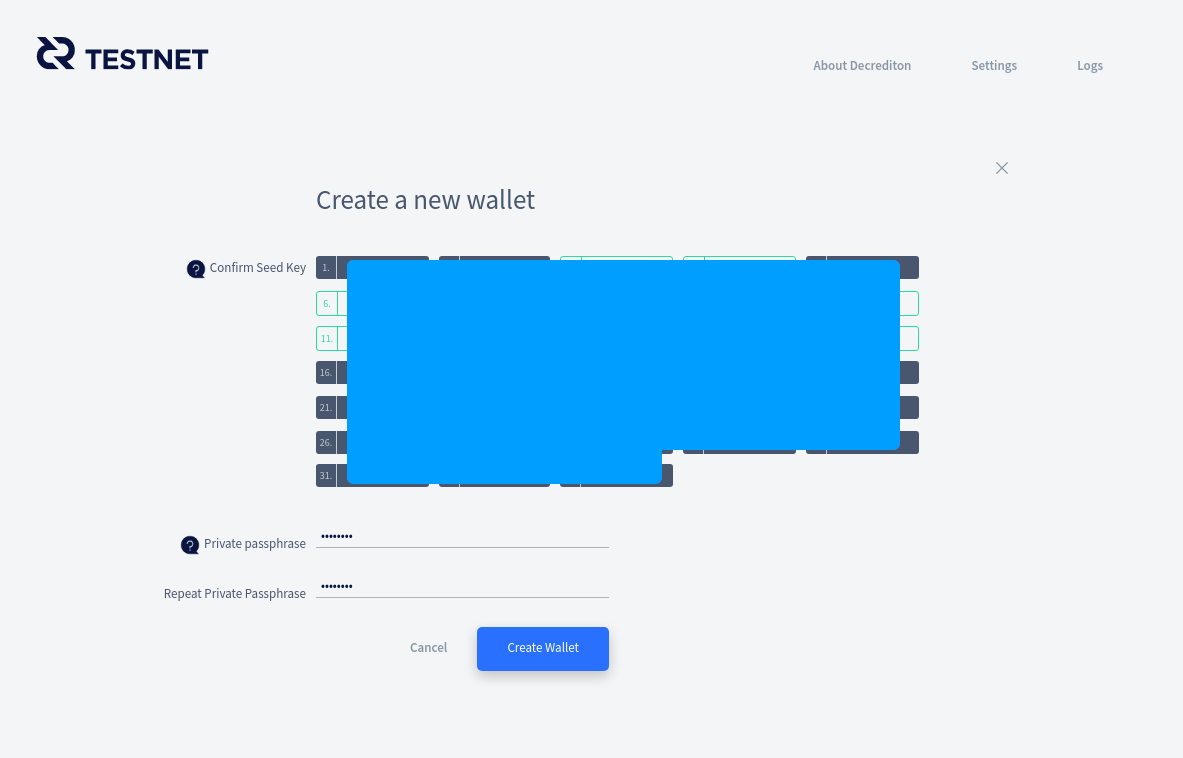 TESTNET
About Decrediton Settings Logs
Create a new wallet
Confirm Seed Key
1.
6.
11.
16.
21.
26.
31.
Private passphrase ••••••••
Repeat Private Passphrase ••••••••
Cancel Create Wallet